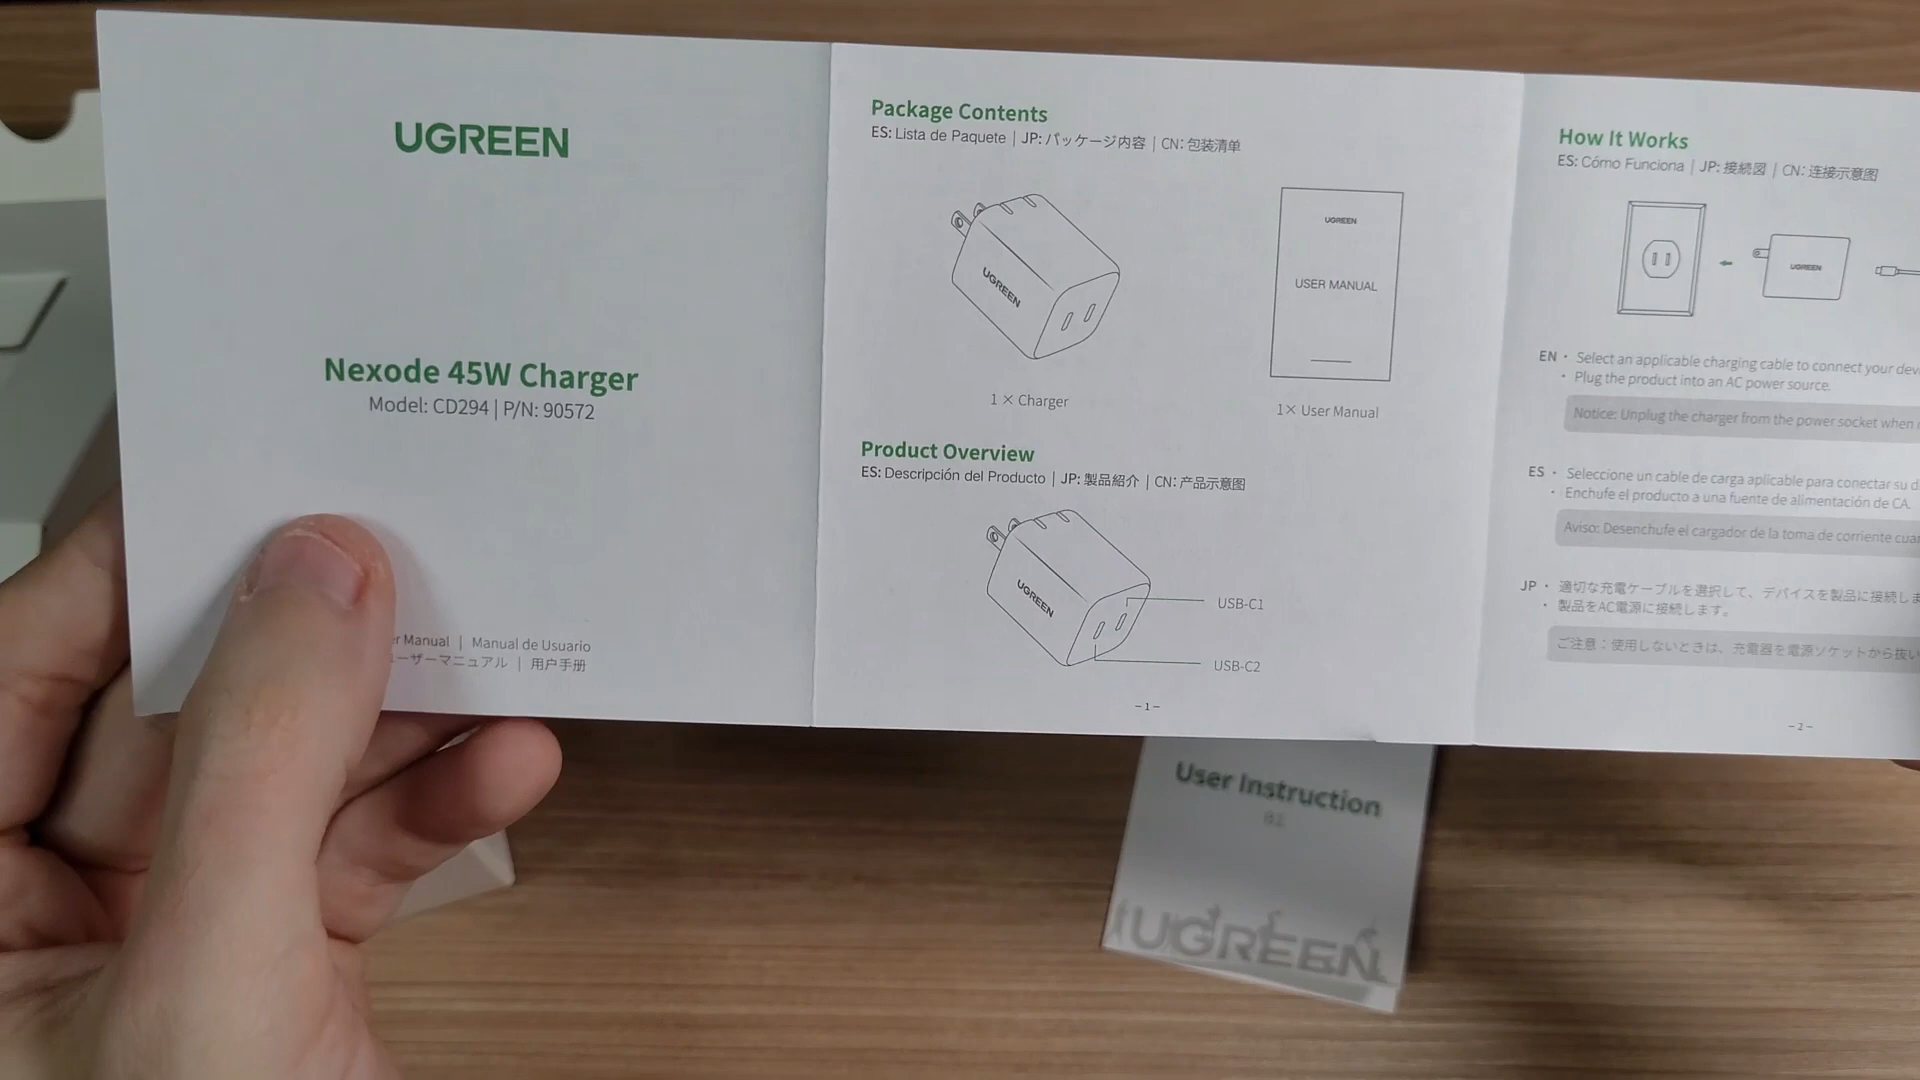 UGREEN
Nexode 45W Charger
Model: CD294 | P/N: 90572
Manual | Manual de Usuario
ーザーマニュアル | 用户手册
Package Contents
ES: Lista de Paquete | JP: パッケージ内容 | CN: 包装清单
UGREEN
UGREEN
USER MANUAL
1 × Charger
1× User Manual
Product Overview
ES: Descripción del Producto | JP: 製品紹介 | CN: 产品示意图
UGREEN
USB-C1
USB-C2
–1–
How It Works
ES: Cómo Funciona | JP: 接続図 | CN: 连接示意图
UGREEN
EN • Select an applicable charging cable to connect your
• Plug the product into an AC power source.
Notice: Unplug the charger from the power socket when
ES • Seleccione un cable de carga aplicable para conectar su
• Enchufe el producto a una fuente de alimentación de CA.
Aviso: Desenchufe el cargador de la toma de corriente
JP • 適切な充電ケーブルを選択して、デバイスを製品に接続し
• 製品をAC電源に接続します。
ご注意：使用しないときは、充電器を電源ソケットから抜い
–2–
User Instruction
UGREEN